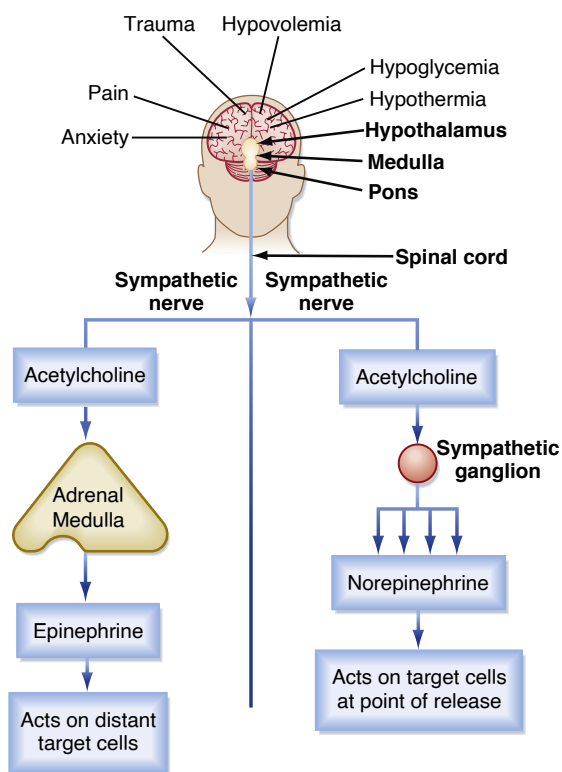 Trauma
Hypovolemia
Hypoglycemia
Pain
Hypothermia
Anxiety
Hypothalamus
Medulla
Pons
Spinal cord
Sympathetic
nerve
Sympathetic
nerve
Acetylcholine
Acetylcholine
Adrenal
Medulla
Sympathetic
ganglion
Epinephrine
Norepinephrine
Acts on distant
target cells
Acts on target cells
at point of release